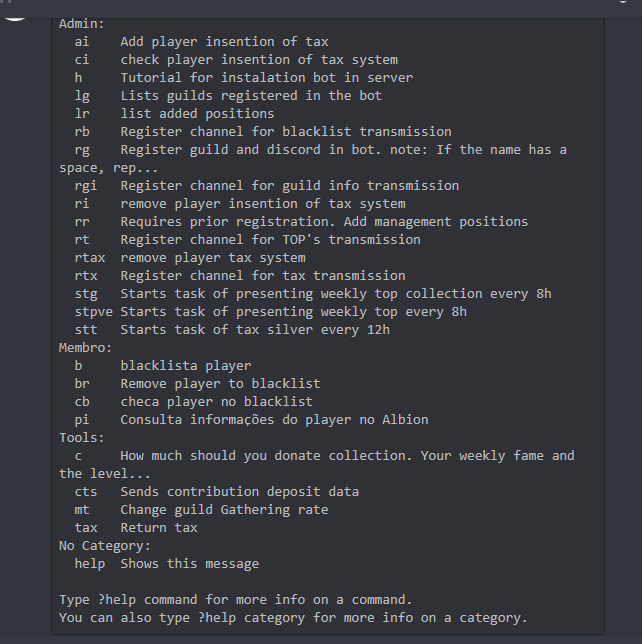 Admin:
  ai    Add player insention of tax
  ci    check player insention of tax system
  h     Tutorial for instalation bot in server
  lg    Lists guilds registered in the bot
  lr    list added positions
  rb    Register channel for blacklist transmission
  rg    Register guild and discord in bot. note: If the name has a
space, rep...
  rgi   Register channel for guild info transmission
  ri    remove player insention of tax system
  rr    Requires prior registration. Add management positions
  rt    Register channel for TOP's transmission
  rtax  remove player tax system
  rtx   Register channel for tax transmission
  stg   Starts task of presenting weekly top collection every 8h
  stpve Starts task of presenting weekly top every 8h
  stt   Starts task of tax silver every 12h
Membro:
  b     blacklista player
  br    Remove player to blacklist
  cb    checa player no blacklist
  pi    Consulta informações do player no Albion
Tools:
  c     How much should you donate collection. Your weekly fame and
the level...
  cts   Sends contribution deposit data
  mt    Change guild Gathering rate
  tax   Return tax
No Category:
  help  Shows this message

Type ?help command for more info on a command.
You can also type ?help category for more info on a category.